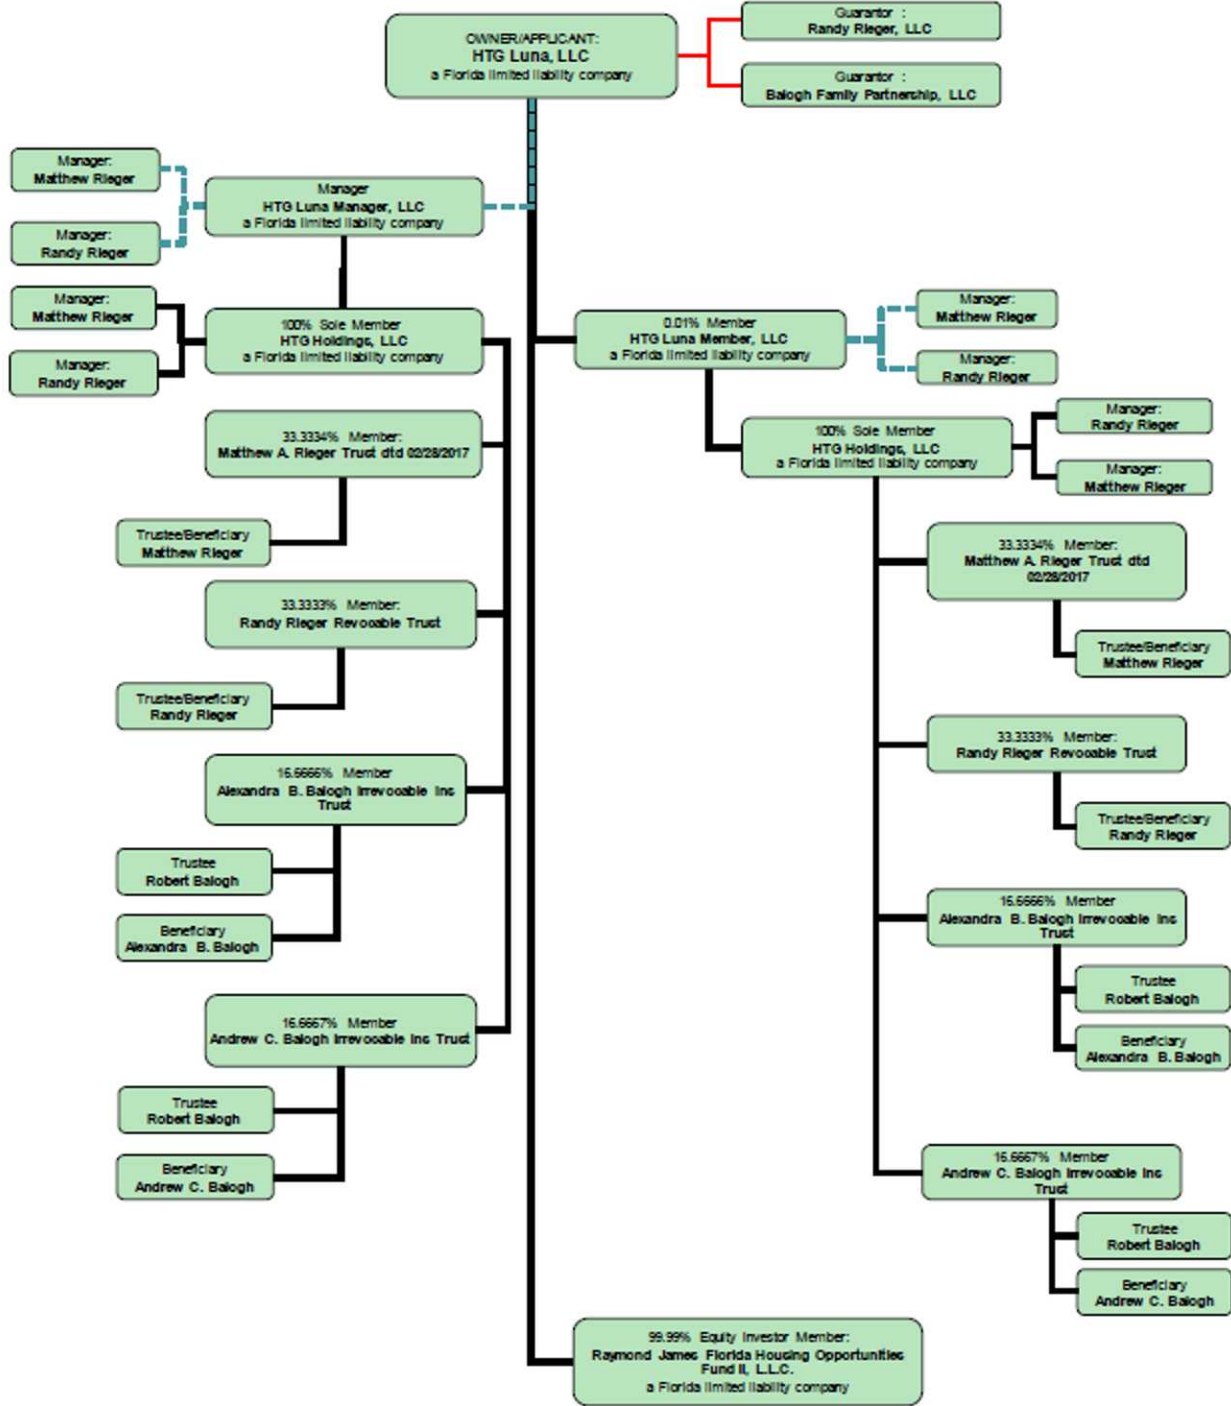 OWNER/APPLICANT:
HTG Luna, LLC
a Florida limited liability company
Guarantor :
Randy Rieger, LLC
Guarantor :
Balogh Family Partnership, LLC
Manager:
Matthew Rieger
Manager:
Randy Rieger
Manager
HTG Luna Manager, LLC
a Florida limited liability company
Manager:
Matthew Rieger
Manager:
Randy Rieger
100% Sole Member
HTG Holdings, LLC
a Florida limited liability company
33.3334% Member:
Matthew A. Rieger Trust dtd 02/28/2017
Trustee/Beneficiary
Matthew Rieger
33.3333% Member:
Randy Rieger Revocable Trust
Trustee/Beneficiary
Randy Rieger
16.6666% Member
Alexandra B. Balogh Irrevocable Ins
Trust
Trustee
Robert Balogh
Beneficiary
Alexandra B. Balogh
16.6667% Member
Andrew C. Balogh Irrevocable Ins Trust
Trustee
Robert Balogh
Beneficiary
Andrew C. Balogh
0.01% Member
HTG Luna Member, LLC
a Florida limited liability company
Manager:
Matthew Rieger
Manager:
Randy Rieger
100% Sole Member
HTG Holdings, LLC
a Florida limited liability company
Manager:
Randy Rieger
Manager:
Matthew Rieger
33.3334% Member:
Matthew A. Rieger Trust dtd
02/28/2017
Trustee/Beneficiary
Matthew Rieger
33.3333% Member:
Randy Rieger Revocable Trust
Trustee/Beneficiary
Randy Rieger
16.6666% Member
Alexandra B. Balogh Irrevocable Ins
Trust
Trustee
Robert Balogh
Beneficiary
Alexandra B. Balogh
16.6667% Member
Andrew C. Balogh Irrevocable Ins
Trust
Trustee
Robert Balogh
Beneficiary
Andrew C. Balogh
99.99% Equity Investor Member:
Raymond James Florida Housing Opportunities
Fund II, L.L.C.
a Florida limited liability company